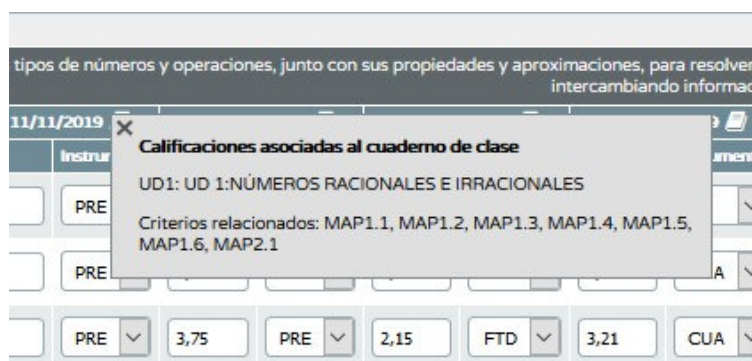 tipos de números y operaciones, junto con sus propiedades y aproximaciones, para resolver
intercambiando informac
11/11/2019
Instrur
Calificaciones asociadas al cuaderno de clase
UD1: UD 1:NÚMEROS RACIONALES E IRRACIONALES
Criterios relacionados: MAP1.1, MAP1.2, MAP1.3, MAP1.4, MAP1.5,
MAP1.6, MAP2.1
PRE
PRE
PRE 3,75 PRE 2,15 FTD 3,21 CUA